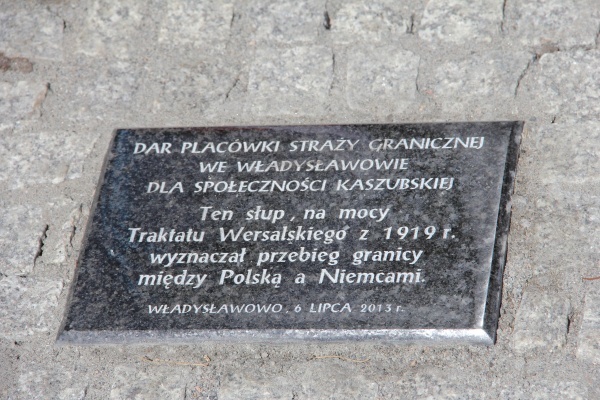 DAR PLACÓWKI STRAŻY GRANICZNEJ
WE WŁADYSŁAWOWIE
DLA SPOŁECZNOŚCI KASZUBSKIEJ
Ten słup, na mocy
Traktatu Wersalskiego z 1919 r.
wyznaczał przebieg granicy
między Polską a Niemcami.
WŁADYSŁAWOWO, 6 LIPCA 2013 r.